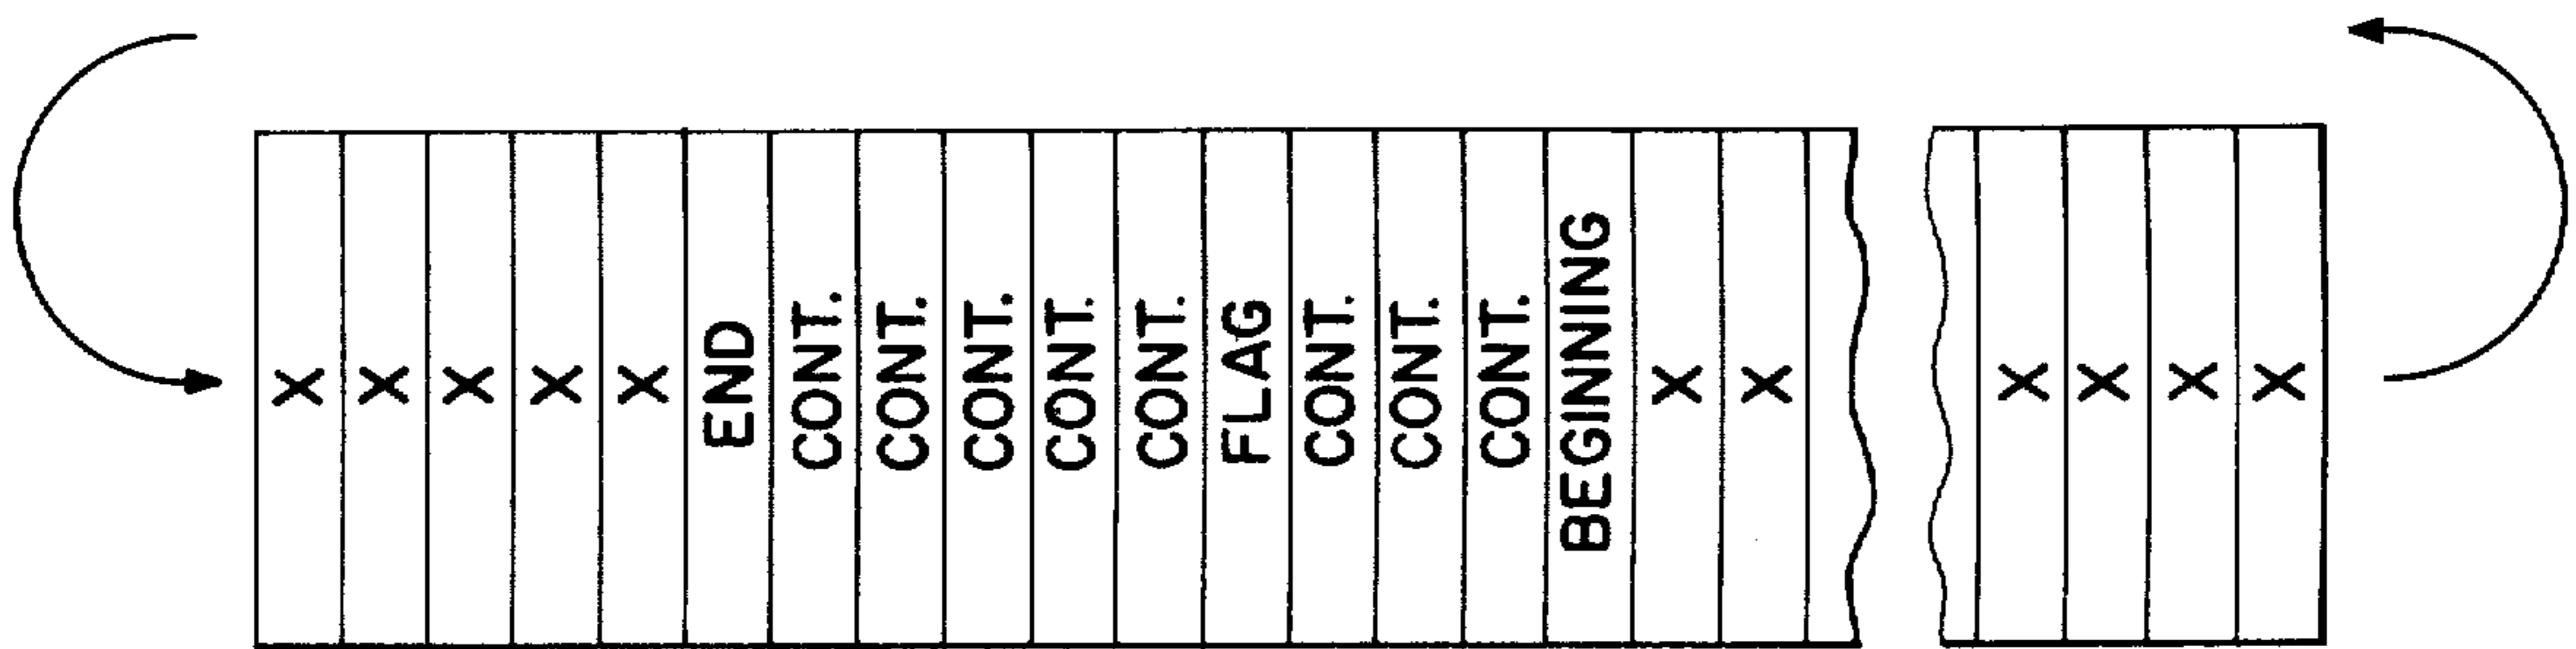 X
X
X
X
X
END
CONT.
CONT.
CONT.
CONT.
CONT.
FLAG
CONT.
CONT.
CONT.
BEGINNING
X
X
X
X
X
X